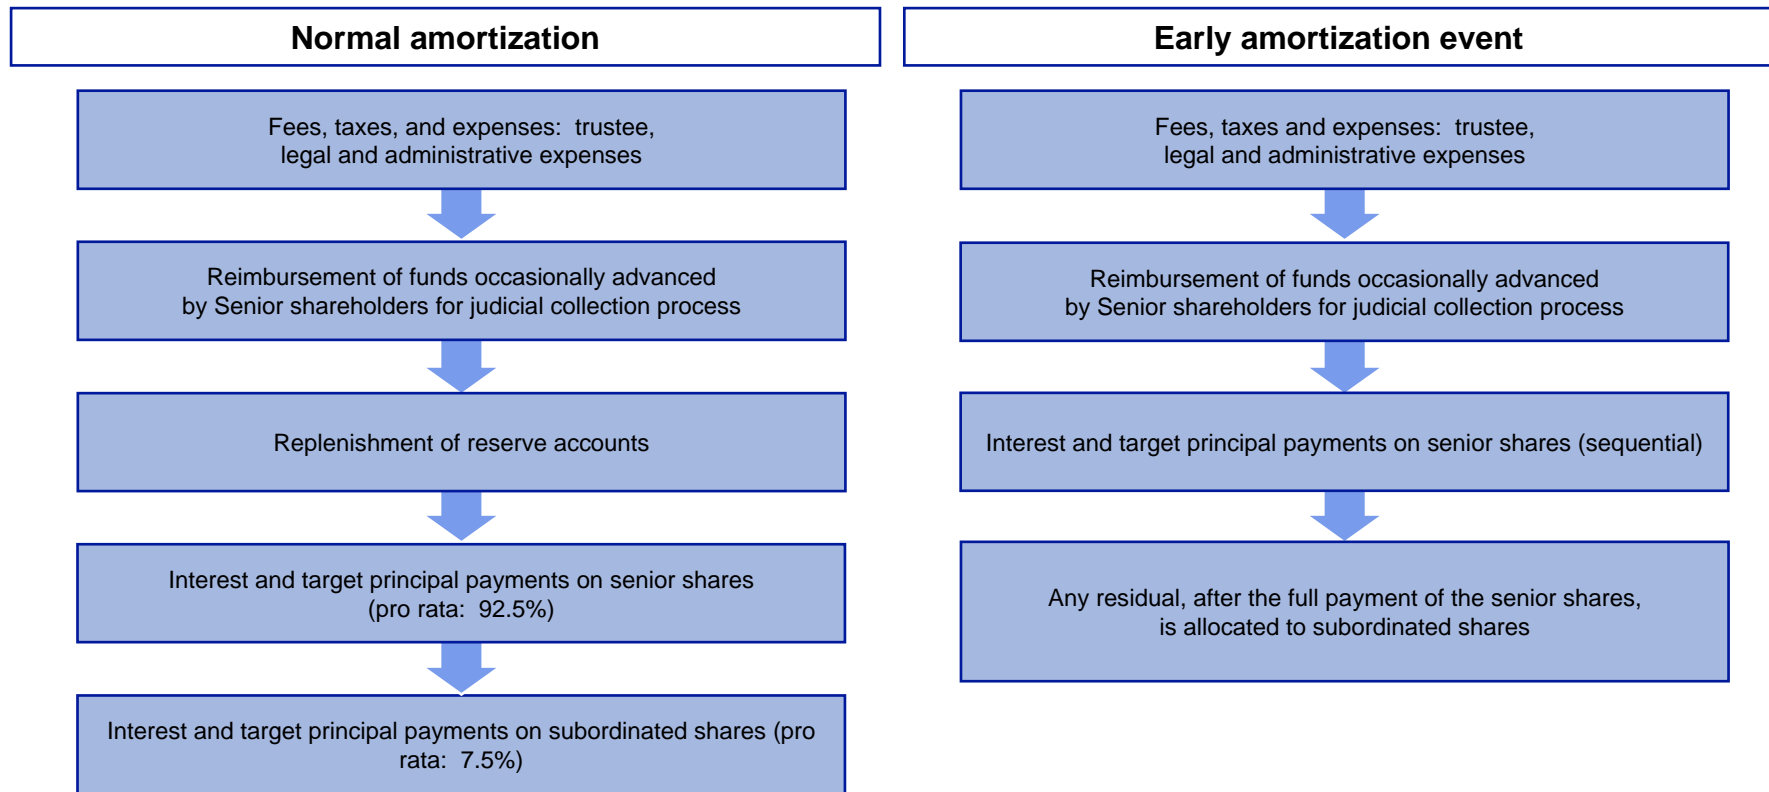 Normal amortization
Fees, taxes, and expenses:  trustee,
legal and administrative expenses
Reimbursement of funds occasionally advanced
by Senior shareholders for judicial collection process
Replenishment of reserve accounts
Interest and target principal payments on senior shares
(pro rata:  92.5%)
Interest and target principal payments on subordinated shares (pro
rata:  7.5%)
Early amortization event
Fees, taxes and expenses:  trustee,
legal and administrative expenses
Reimbursement of funds occasionally advanced
by Senior shareholders for judicial collection process
Interest and target principal payments on senior shares (sequential)
Any residual, after the full payment of the senior shares,
is allocated to subordinated shares